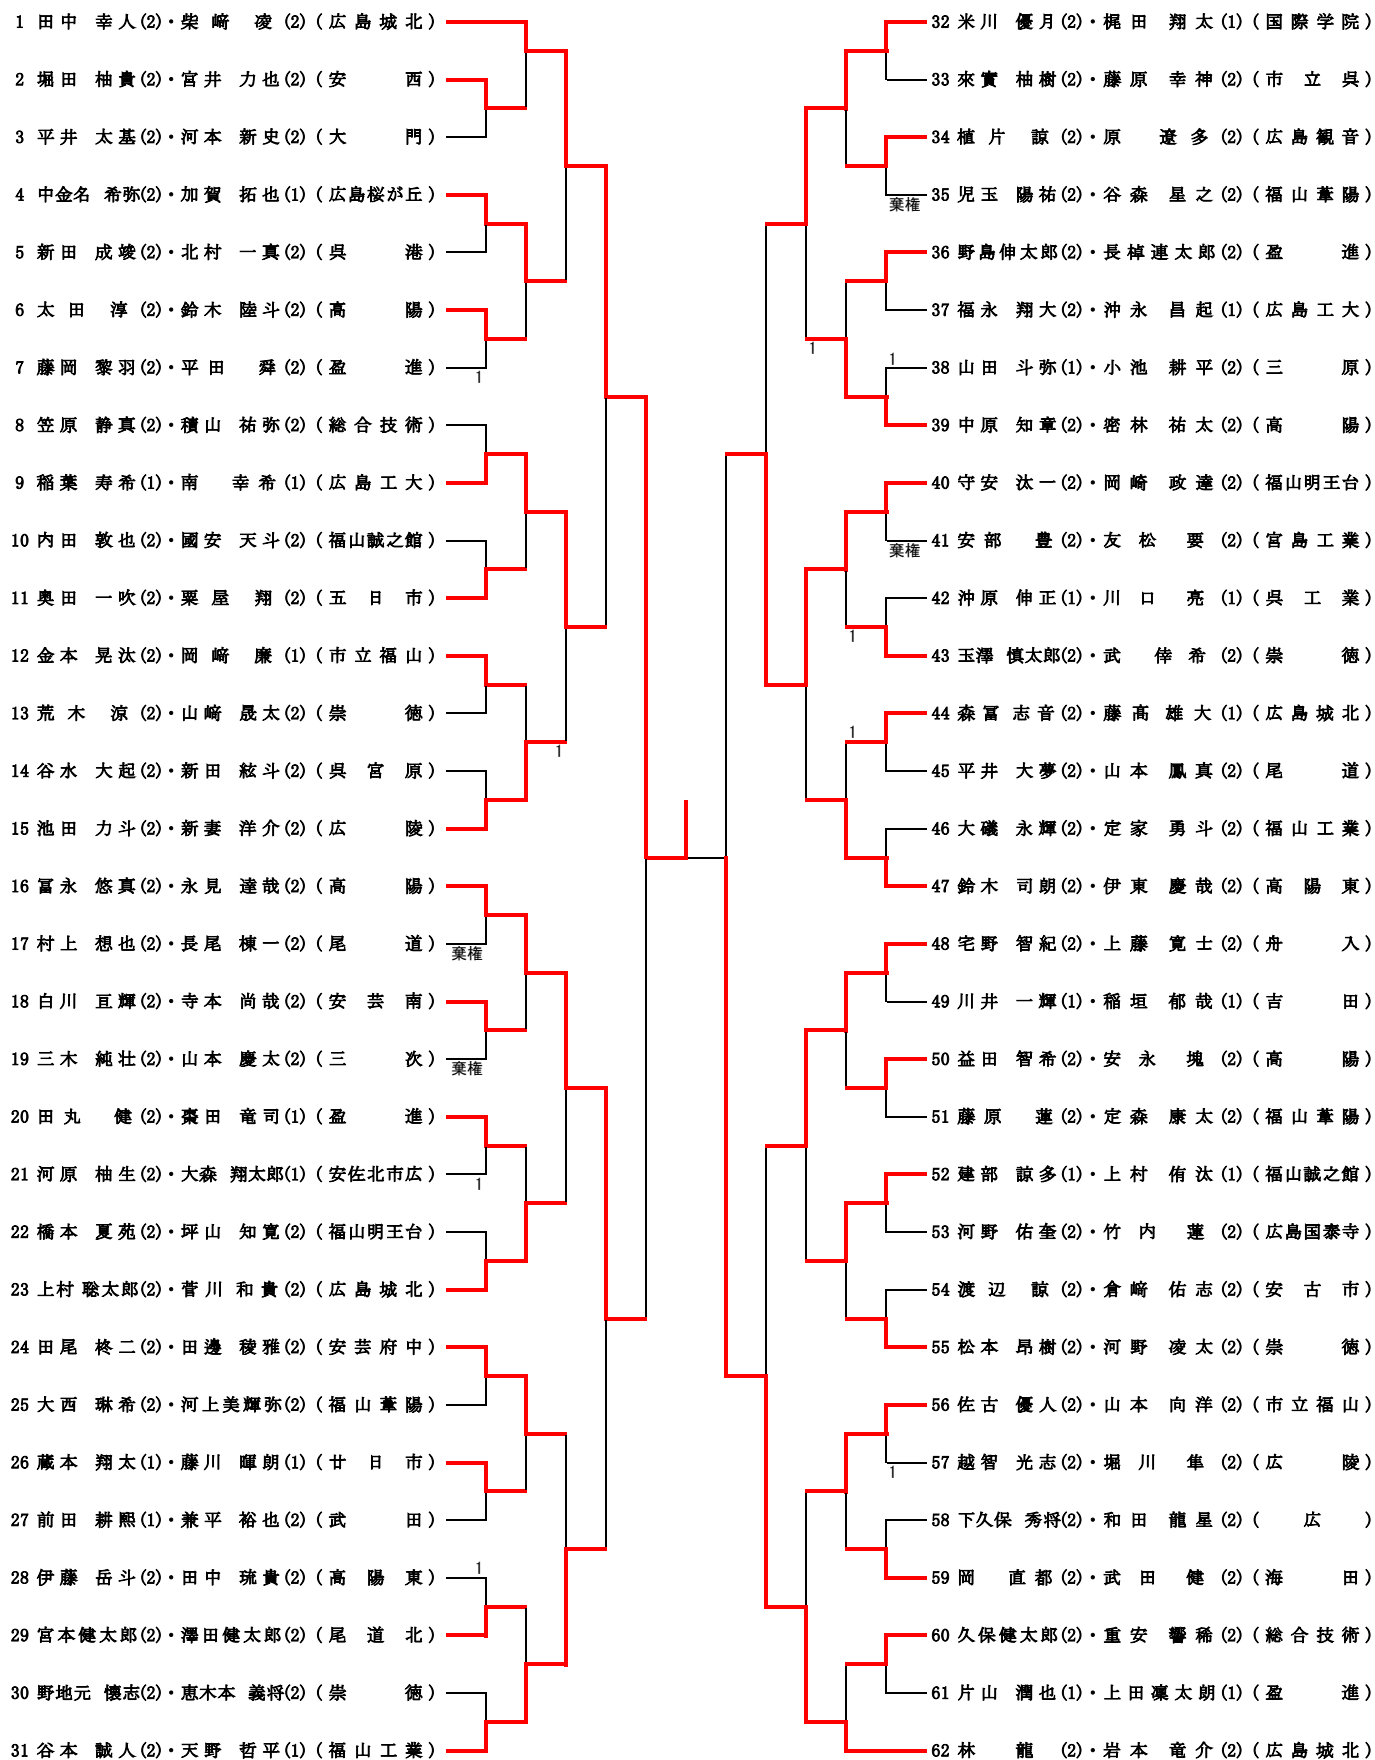 1 田中 幸人(2)・柴﨑 凌(2)(広島城北)
2 堀田 柚貴(2)・宮井 力也(2)(安西)
3 平井 太基(2)・河本 新史(2)(大門)
4 中金名 希弥(2)・加賀 拓也(1)(広島桜が丘)
5 新田 成竣(2)・北村 一真(2)(呉港)
6 太田 淳(2)・鈴木 陸斗(2)(高陽)
7 藤岡 黎羽(2)・平田 舜(2)(盈進)
1
8 笠原 静真(2)・積山 祐弥(2)(総合技術)
9 稲葉 寿希(1)・南 幸希(1)(広島工大)
10 内田 敦也(2)・國安 天斗(2)(福山誠之館)
11 奥田 一吹(2)・粟屋 翔(2)(五日市)
12 金本 晃汰(2)・岡﨑 廉(1)(市立福山)
13 荒木 涼(2)・山﨑 晟太(2)(崇徳)
1
14 谷水 大起(2)・新田 絃斗(2)(呉宮原)
15 池田 力斗(2)・新妻 洋介(2)(広陵)
16 冨永 悠真(2)・永見 達哉(2)(高陽)
17 村上 想也(2)・長尾 棟一(2)(尾道)
棄権
18 白川 亘輝(2)・寺本 尚哉(2)(安芸南)
19 三木 純壮(2)・山本 慶太(2)(三次)
棄権
20 田丸 健(2)・棗田 竜司(1)(盈進)
21 河原 柚生(2)・大森 翔太郎(1)(安佐北市広)
1
22 橋本 夏苑(2)・坪山 知寛(2)(福山明王台)
23 上村 聡太郎(2)・菅川 和貴(2)(広島城北)
24 田尾 柊二(2)・田邊 稜雅(2)(安芸府中)
25 大西 琳希(2)・河上美輝弥(2)(福山葦陽)
26 蔵本 翔太(1)・藤川 暉朗(1)(廿日市)
27 前田 耕熙(1)・兼平 裕也(2)(武田)
1
28 伊藤 岳斗(2)・田中 琉貴(2)(高陽東)
29 宮本健太郎(2)・澤田健太郎(2)(尾道北)
30 野地元 懐志(2)・恵木本 義将(2)(崇徳)
31 谷本 誠人(2)・天野 哲平(1)(福山工業)
32 米川 優月(2)・梶田 翔太(1)(国際学院)
33 來實 柚樹(2)・藤原 幸神(2)(市立呉)
34 植片 諒(2)・原 遼多(2)(広島観音)
35 児玉 陽祐(2)・谷森 星之(2)(福山葦陽)
棄権
36 野島伸太郎(2)・長棹連太郎(2)(盈進)
37 福永 翔大(2)・沖永 昌起(1)(広島工大)
1
1
38 山田 斗弥(1)・小池 耕平(2)(三原)
39 中原 知章(2)・密林 祐太(2)(高陽)
40 守安 汰一(2)・岡崎 政達(2)(福山明王台)
41 安部 豊(2)・友松 要(2)(宮島工業)
棄権
42 沖原 伸正(1)・川口 亮(1)(呉工業)
1
43 玉澤 慎太郎(2)・武 倖希(2)(崇徳)
44 森冨 志音(2)・藤髙 雄大(1)(広島城北)
1
45 平井 大夢(2)・山本 鳳真(2)(尾道)
46 大礒 永輝(2)・定家 勇斗(2)(福山工業)
47 鈴木 司朗(2)・伊東 慶哉(2)(高陽東)
48 宅野 智紀(2)・上藤 寛士(2)(舟入)
49 川井 一輝(1)・稲垣 郁哉(1)(吉田)
50 益田 智希(2)・安永 塊(2)(高陽)
51 藤原 蓮(2)・定森 康太(2)(福山葦陽)
52 建部 諒多(1)・上村 侑汰(1)(福山誠之館)
53 河野 佑奎(2)・竹内 蓮(2)(広島国泰寺)
54 渡辺 諒(2)・倉﨑 佑志(2)(安古市)
55 松本 昂樹(2)・河野 凌太(2)(崇徳)
56 佐古 優人(2)・山本 向洋(2)(市立福山)
57 越智 光志(2)・堀川 隼(2)(広陵)
1
58 下久保 秀将(2)・和田 龍星(2)(広)
59 岡 直都(2)・武田 健(2)(海田)
60 久保健太郎(2)・重安 響稀(2)(総合技術)
61 片山 潤也(1)・上田凜太朗(1)(盈進)
62 林 龍(2)・岩本 竜介(2)(広島城北)